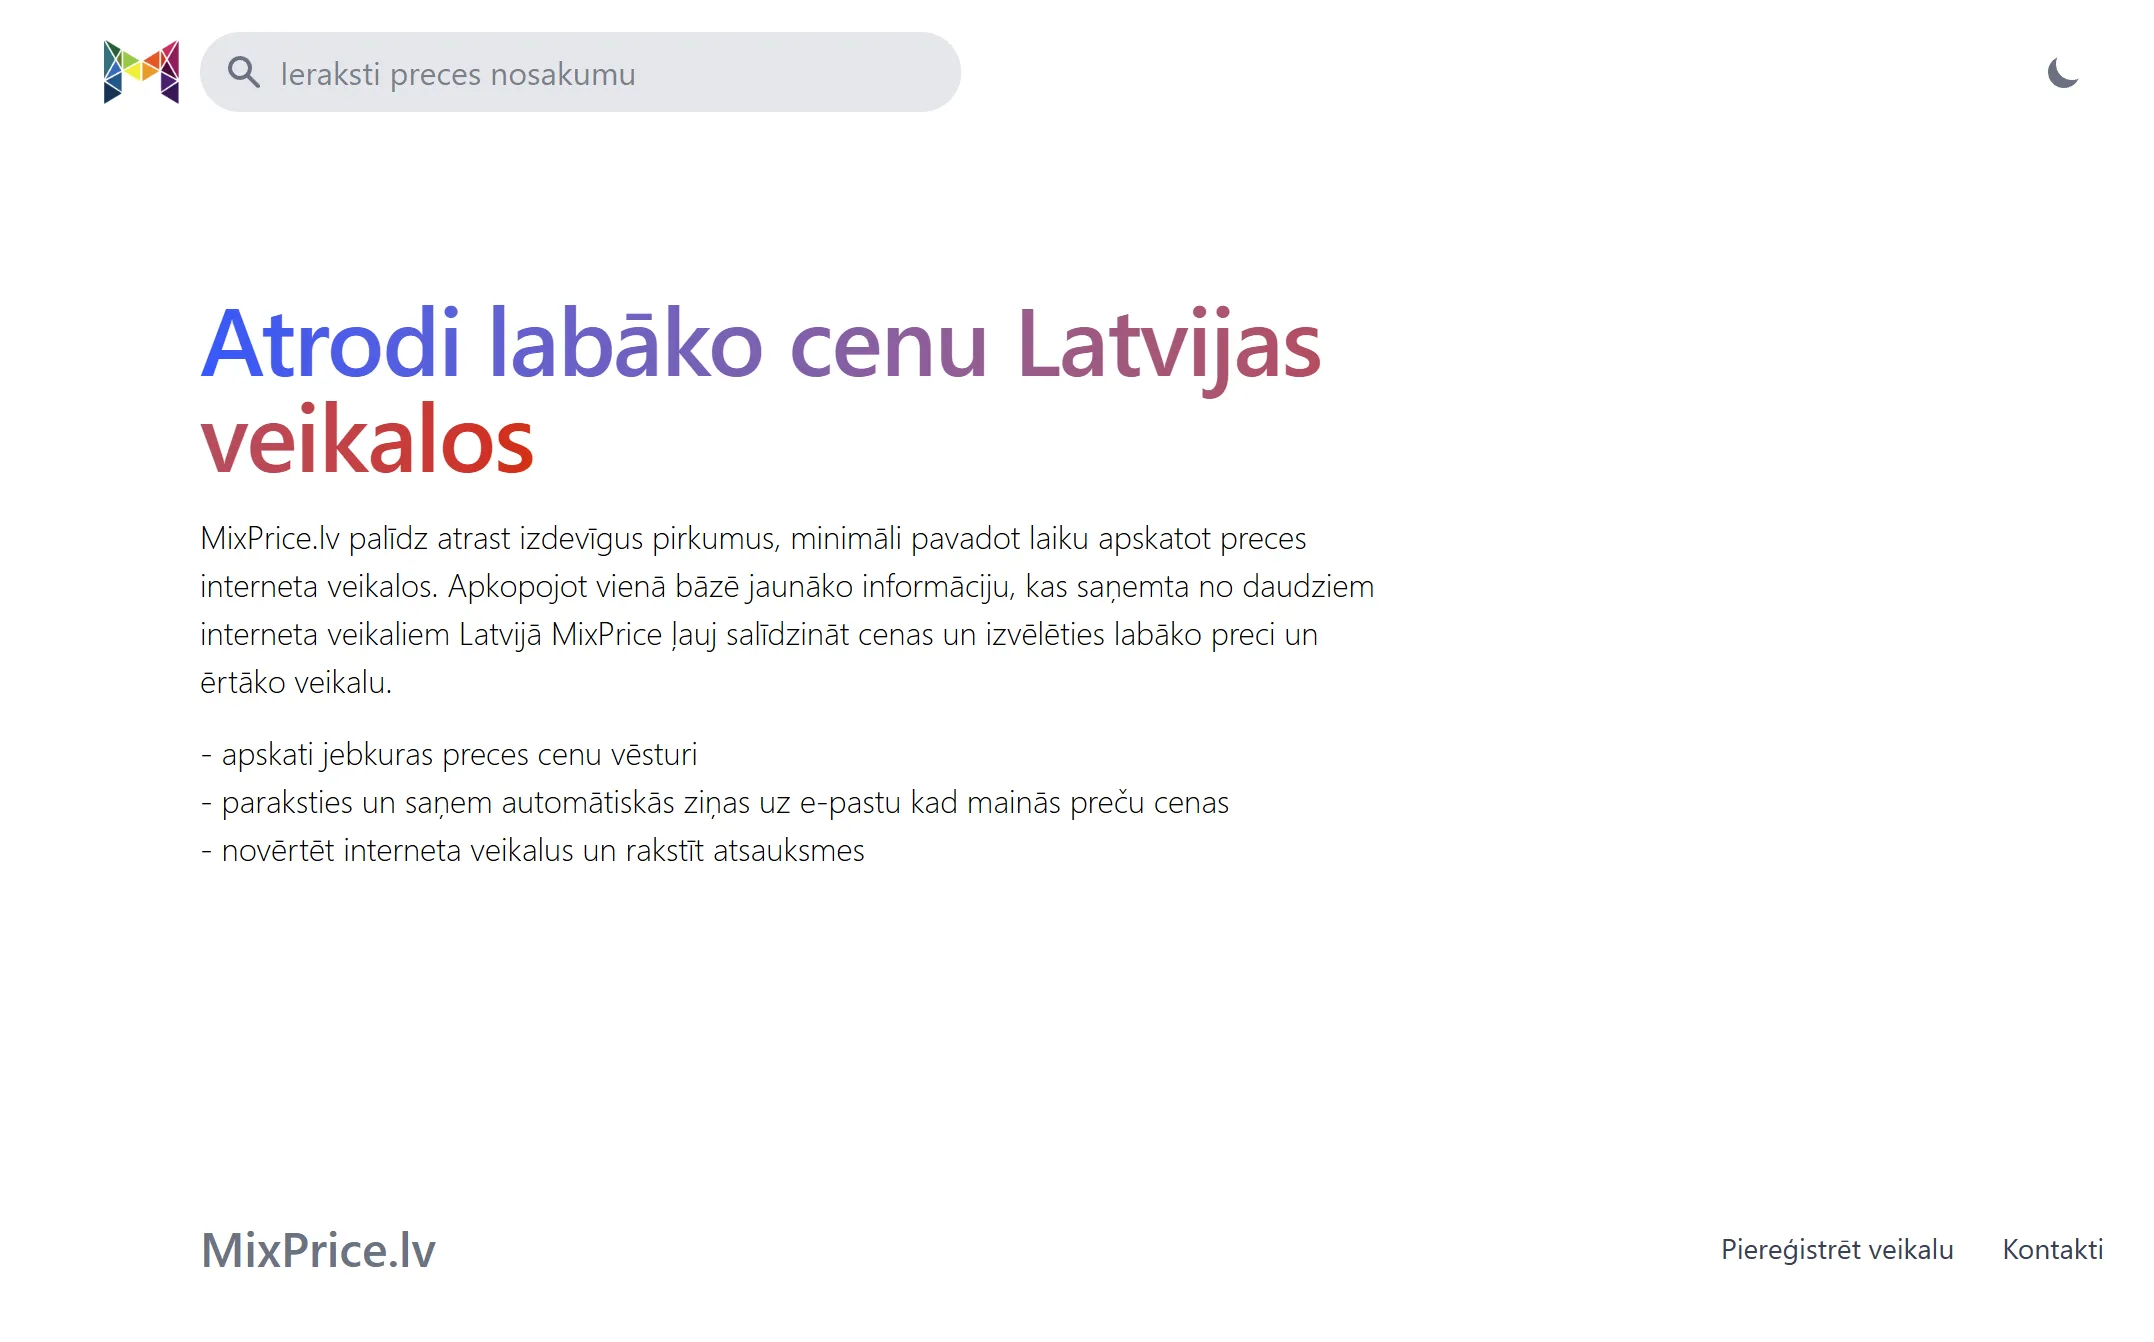 Ieraksti preces nosakumu
Atrodi labāko cenu Latvijas
veikalos
MixPrice.lv palīdz atrast izdevīgus pirkumus, minimāli pavadot laiku apskatot preces
interneta veikalos. Apkopojot vienā bāzē jaunāko informāciju, kas saņemta no daudziem
interneta veikaliem Latvijā MixPrice ļauj salīdzināt cenas un izvēlēties labāko preci un
ērtāko veikalu.
- apskati jebkuras preces cenu vēsturi
- paraksties un saņem automātiskās ziņas uz e-pastu kad mainās preču cenas
- novērtēt interneta veikalus un rakstīt atsauksmes
MixPrice.lv
Piereģistrēt veikalu
Kontakti